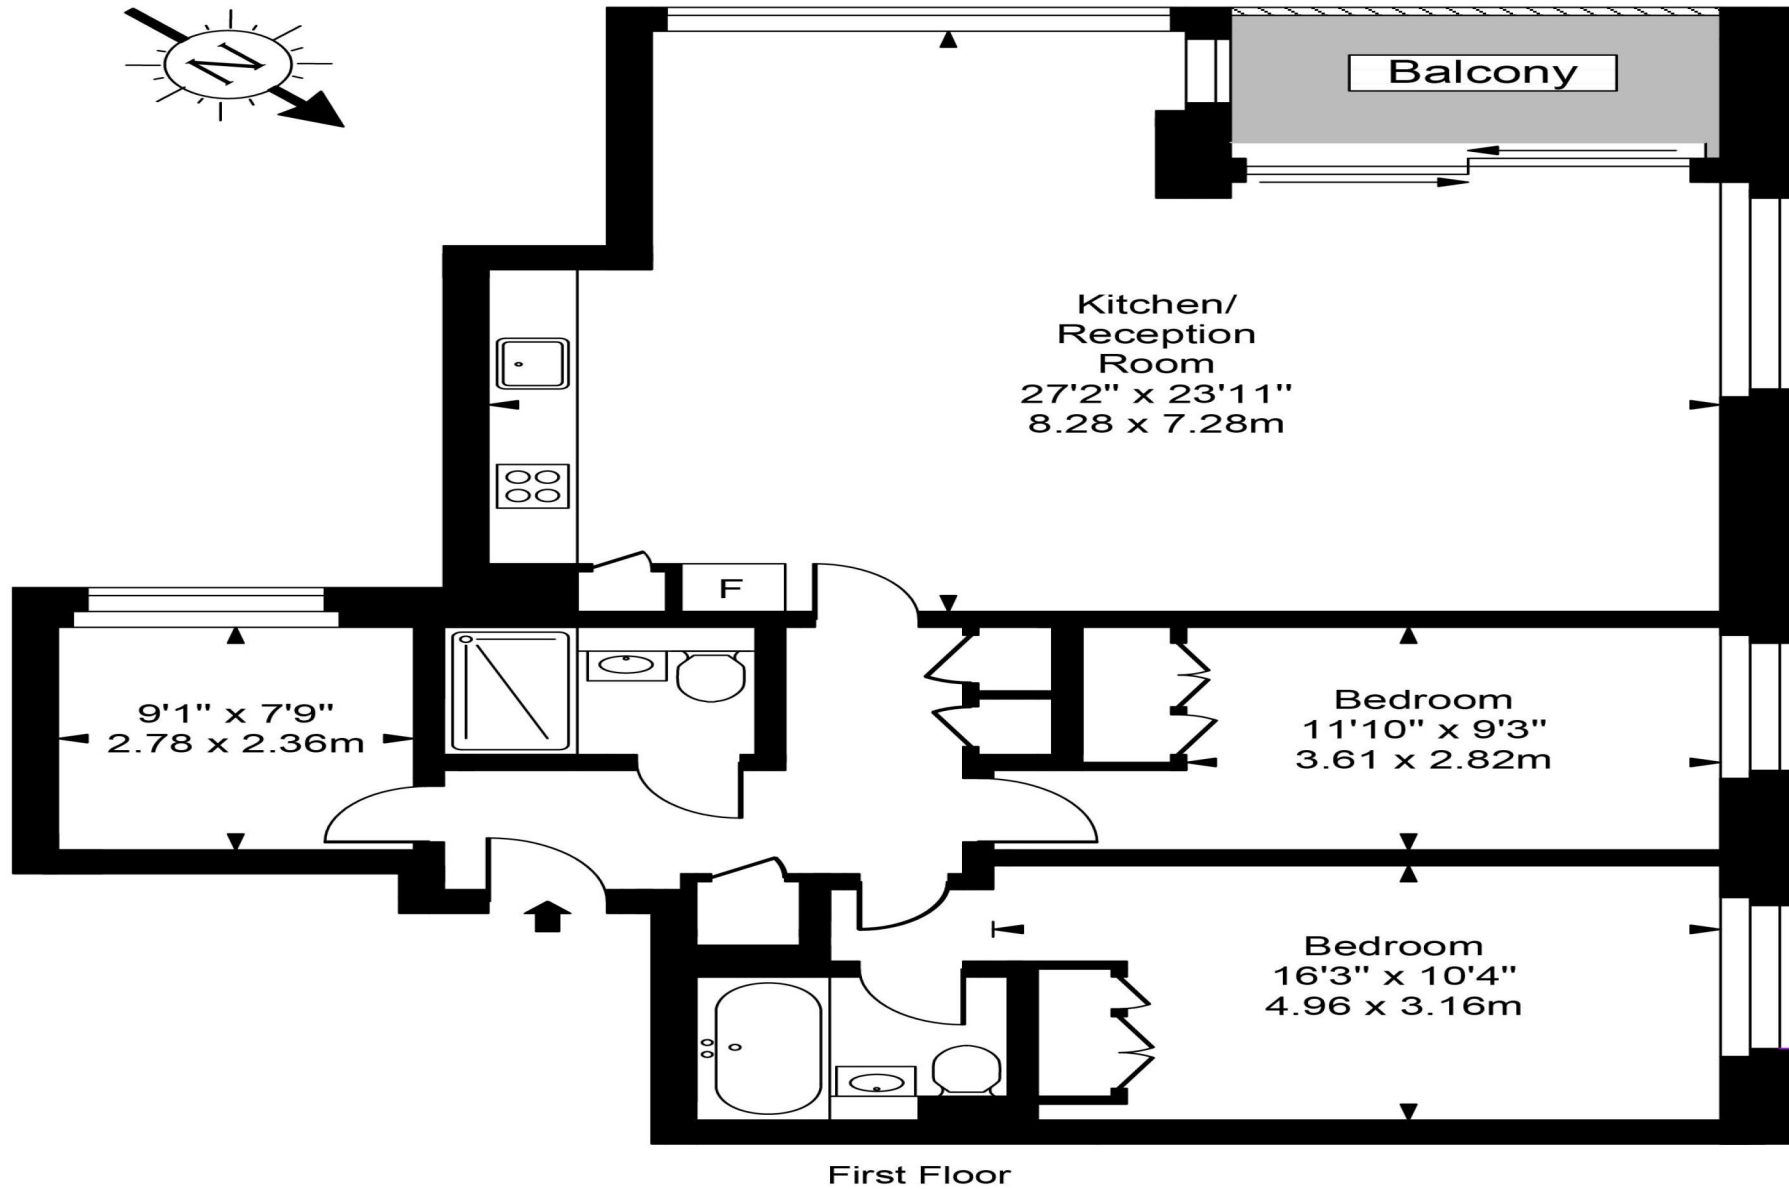 N
Balcony
Kitchen/
Reception
Room
27'2" x 23'11"
8.28 x 7.28m
F
9'1" x 7'9"
2.78 x 2.36m
Bedroom
11'10" x 9'3"
3.61 x 2.82m
Bedroom
16'3" x 10'4"
4.96 x 3.16m
First Floor